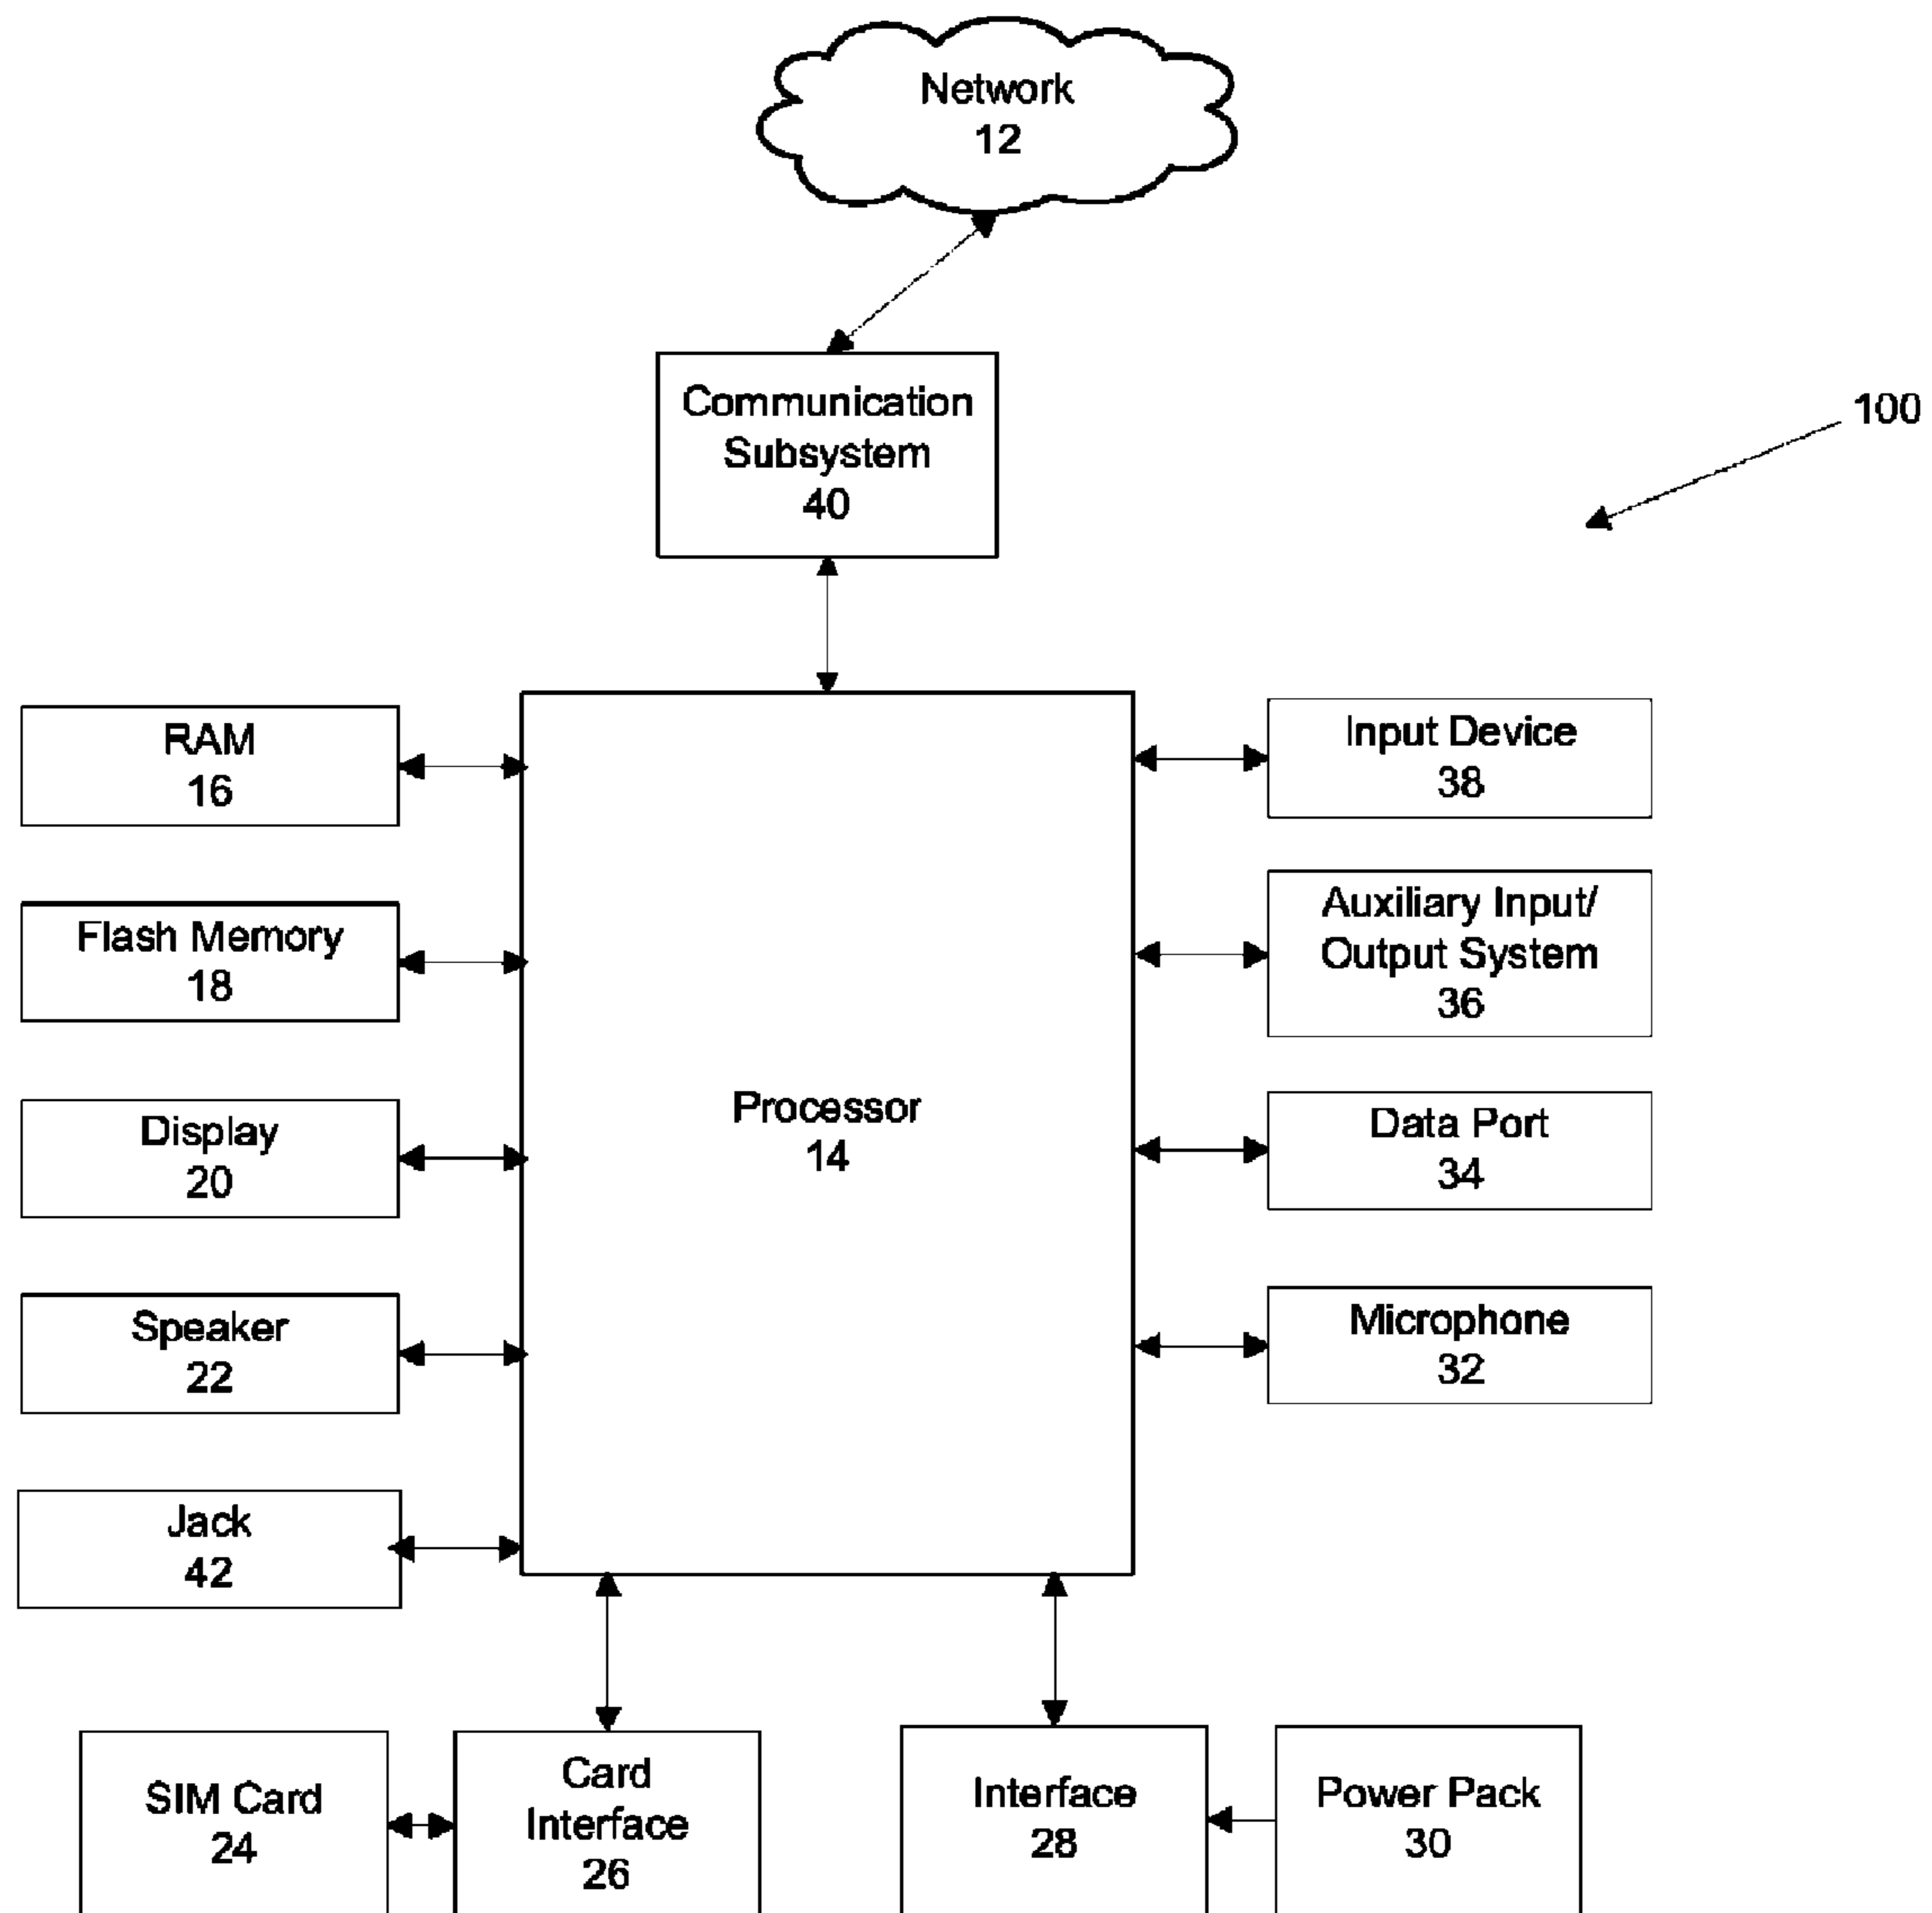 Network
12
Communication
Subsystem
40
100
RAM
16
Flash Memory
18
Display
20
Speaker
22
Jack
42
Processor
14
Input Device
38
Auxiliary Input/
Output System
36
Data Port
34
Microphone
32
SIM Card
24
Card
Interface
26
Interface
28
Power Pack
30